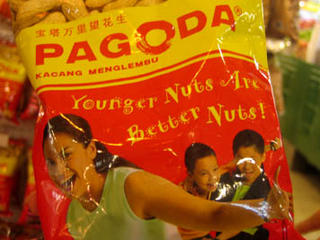 宝塔万里望花生
PAGODA®
KACANG MENGLEMBU
Younger Nuts Are
Better Nuts!